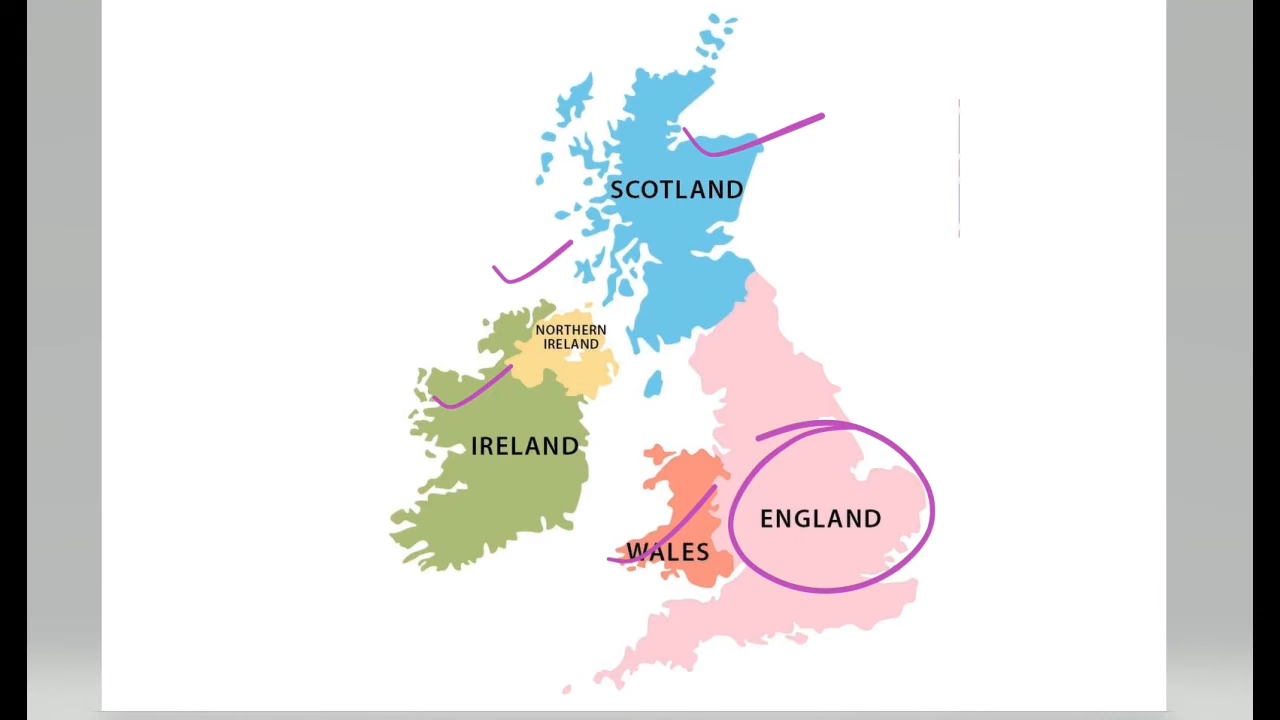 SCOTLAND
NORTHERN
IRELAND
IRELAND
ENGLAND
WALES